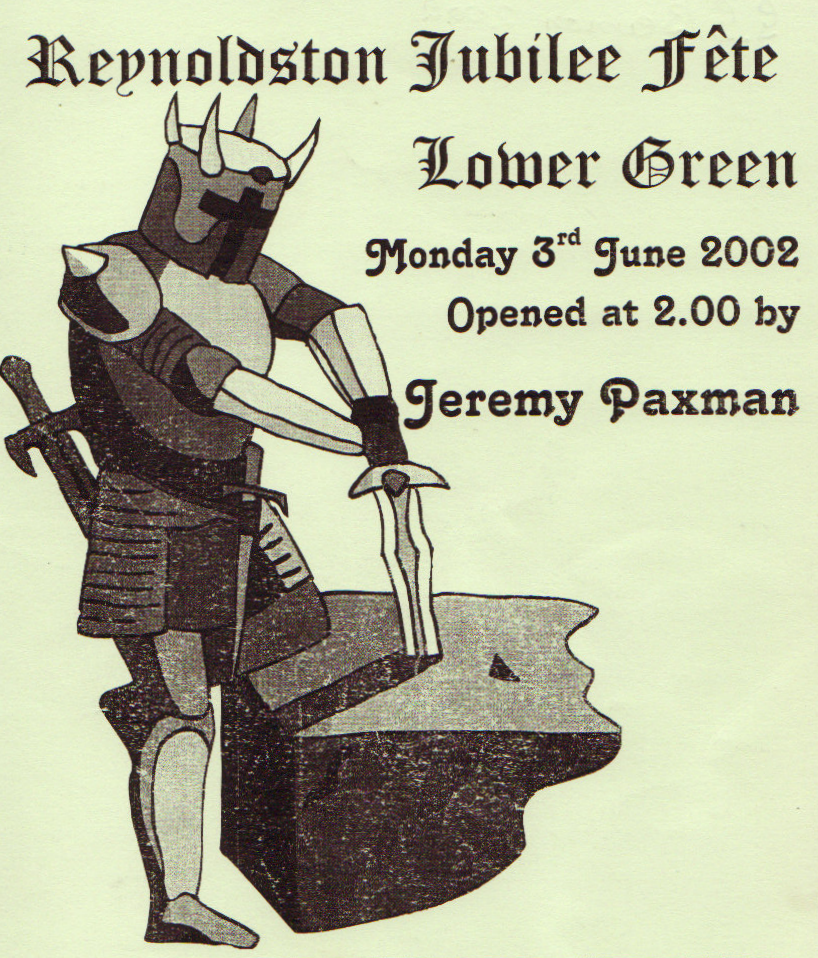 Reynoldston Jubilee Fête
Lower Green
Monday 3rd June 2002
Opened at 2.00 by
Jeremy Paxman